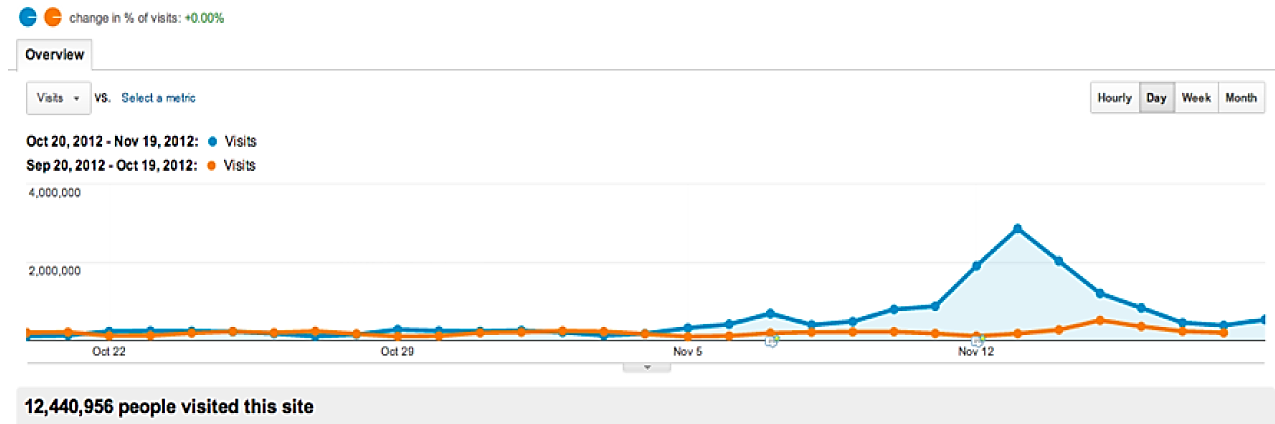 change in % of visits: +0.00%
Overview
Visits VS. Select a metric
Hourly Day Week Month
Oct 20, 2012 - Nov 19, 2012: Visits
Sep 20, 2012 - Oct 19, 2012: Visits
4,000,000
2,000,000
Oct 22 Oct 29 Nov 5 Nov 12
12,440,956 people visited this site